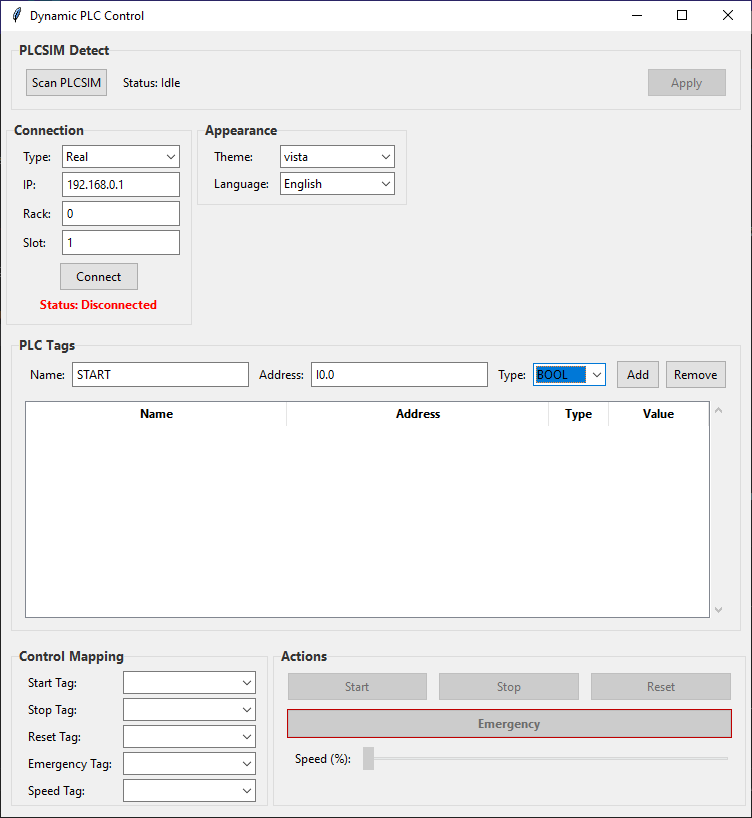 Dynamic PLC Control
PLCSIM Detect
Scan PLCSIM Status: Idle Apply
Connection
Type: Real
IP: 192.168.0.1
Rack: 0
Slot: 1
Connect
Status: Disconnected
Appearance
Theme: vista
Language: English
PLC Tags
Name: START Address: I0.0 Type: BOOL Add Remove
Name Address Type Value
Control Mapping
Start Tag:
Stop Tag:
Reset Tag:
Emergency Tag:
Speed Tag:
Actions
Start Stop Reset
Emergency
Speed (%):